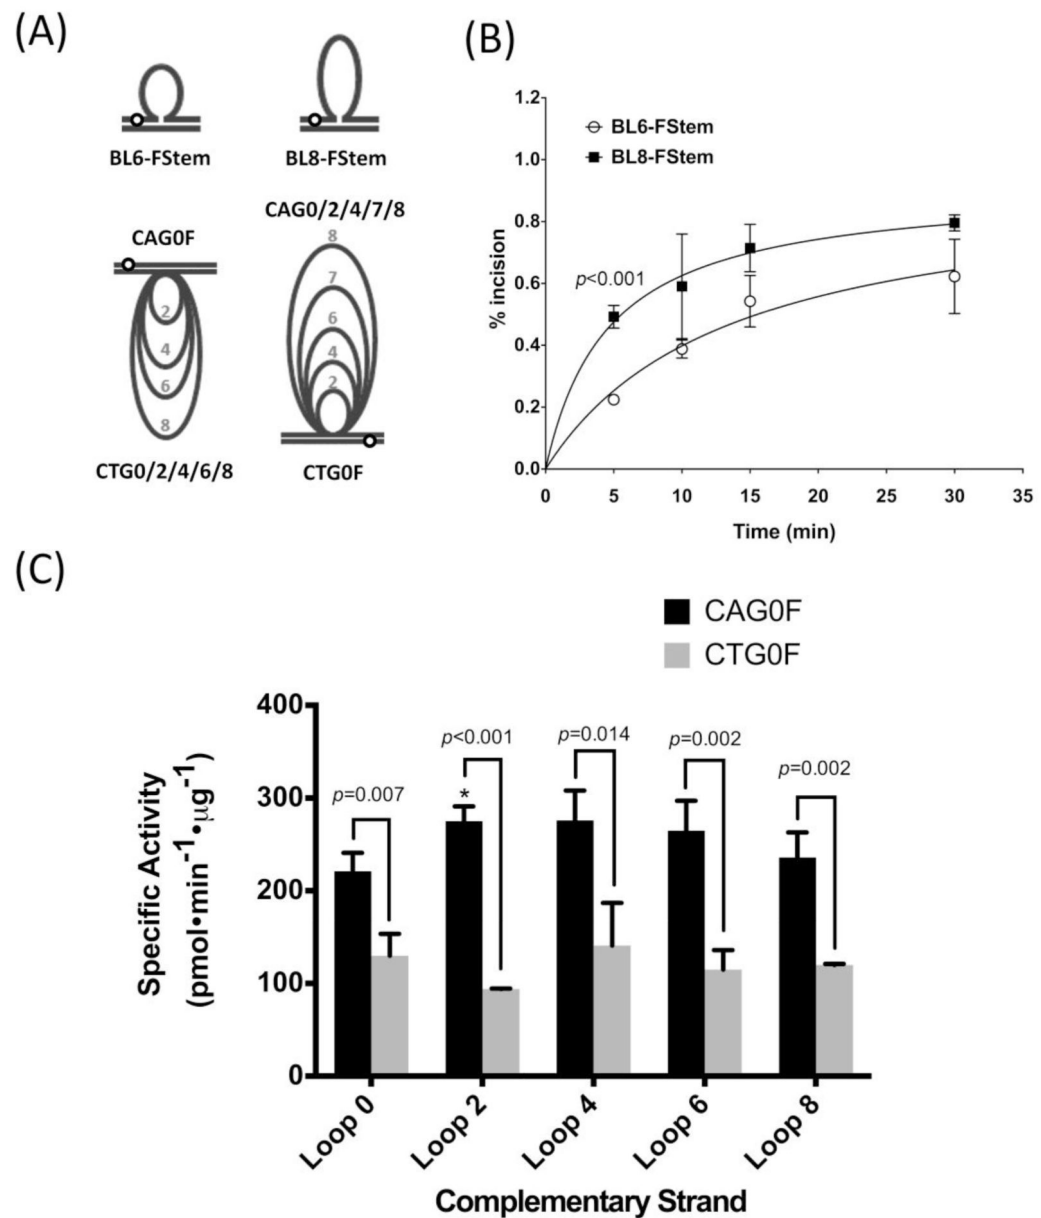 (A)
BL6-FStem
BL8-FStem
CAG0F
CAG0/2/4/7/8
2
4
6
8
8
7
6
4
2
CTG0/2/4/6/8
CTG0F
(B)
1.2
1.0
0.8
0.6
0.4
0.2
0.0
% incision
BL6-FStem
BL8-FStem
p<0.001
0 5 10 15 20 25 30 35
Time (min)
(C)
CAG0F
CTG0F
400
300
200
100
0
Specific Activity
(pmol•min⁻¹•µg⁻¹)
p=0.007
p<0.001
*
p=0.014
p=0.002
p=0.002
Loop 0
Loop 2
Loop 4
Loop 6
Loop 8
Complementary Strand